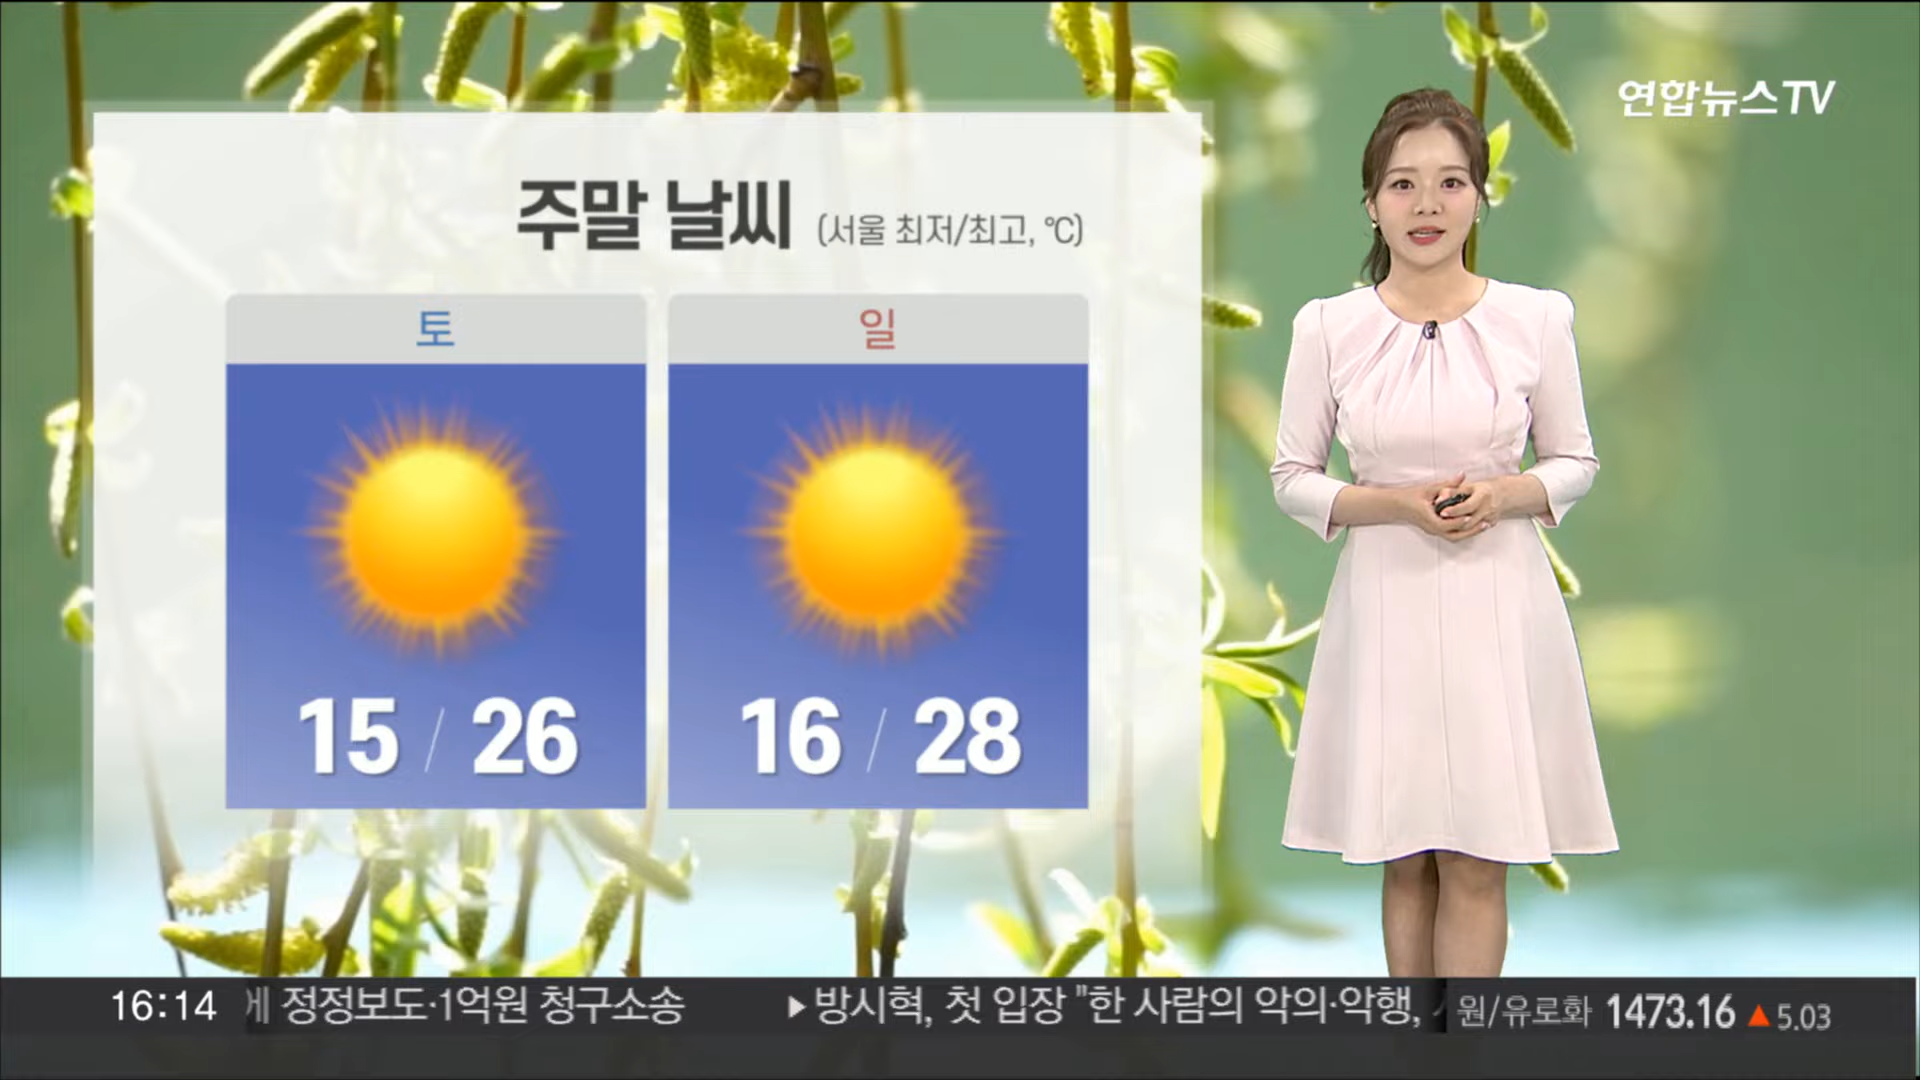 연합뉴스TV
주말 날씨 (서울 최저/최고, ℃)
토
15 / 26
일
16 / 28
16:14 에 정정보도·1억원 청구소송 ▶방시혁, 첫 입장 "한 사람의 악의·악행, 원/유로화 1473.16 ▲5.03